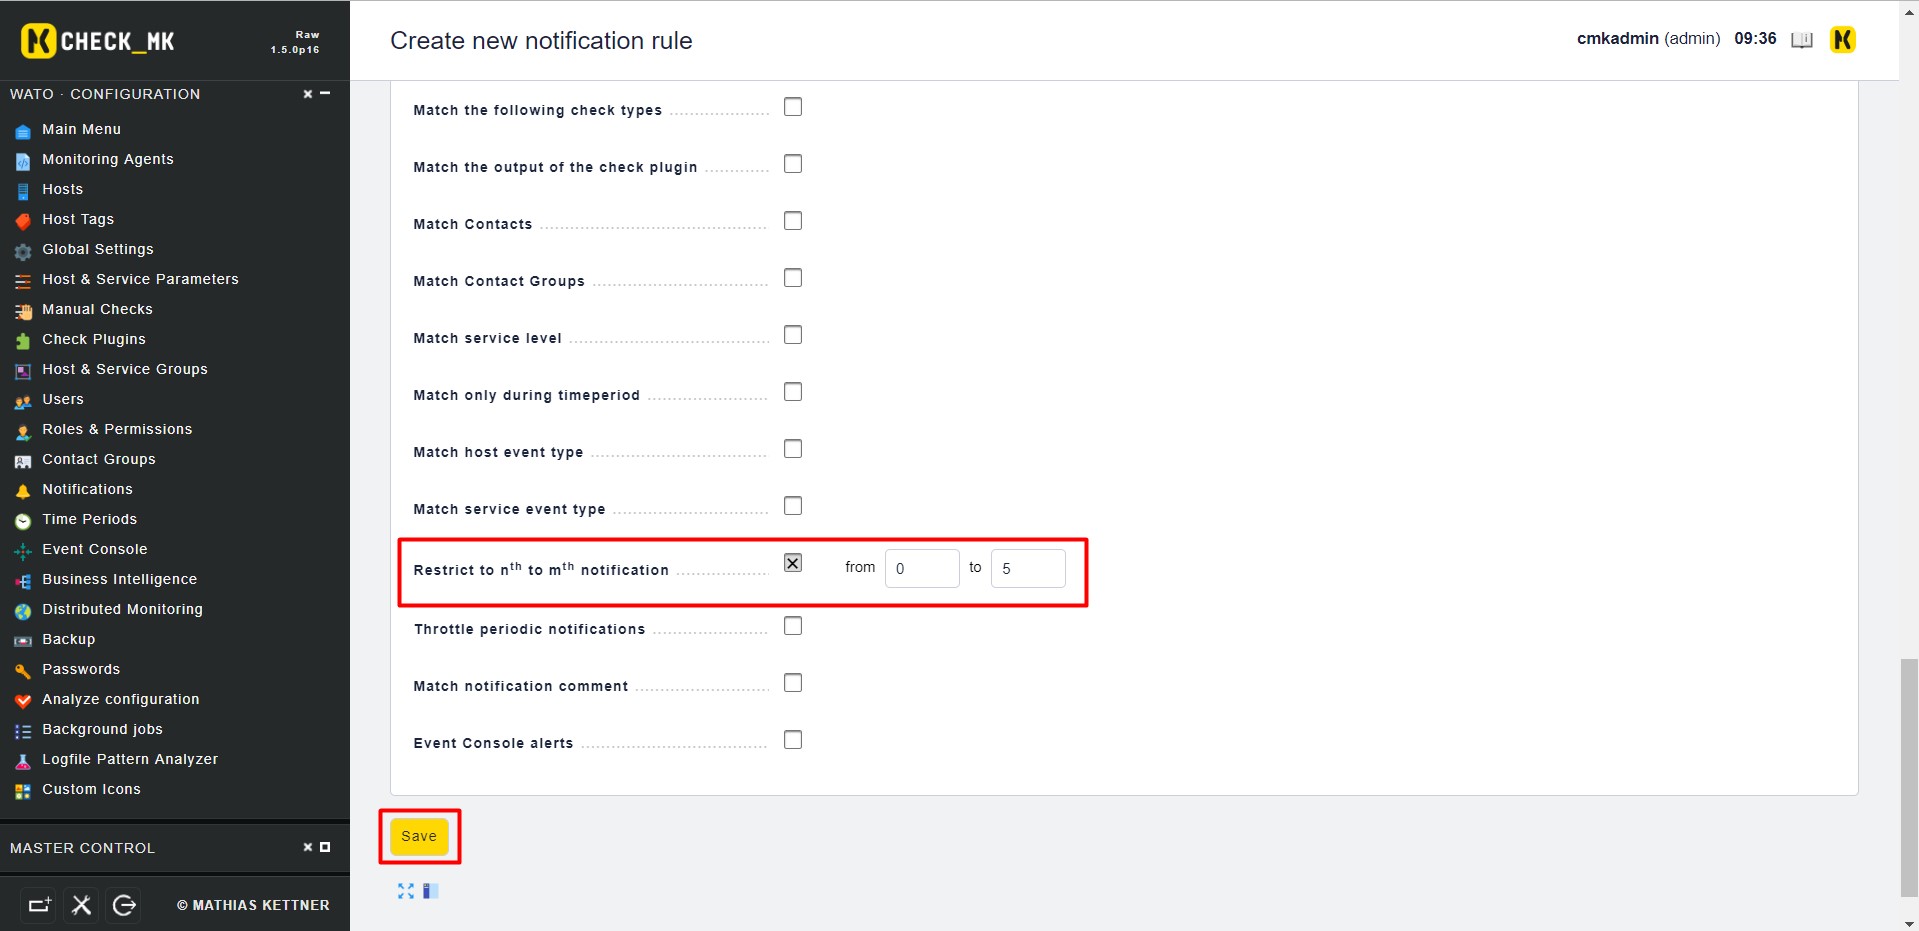 CHECK_MK
Raw
1.5.0p16
Create new notification rule
cmkadmin (admin) 09:36
WATO · CONFIGURATION
Main Menu
Monitoring Agents
Hosts
Host Tags
Global Settings
Host & Service Parameters
Manual Checks
Check Plugins
Host & Service Groups
Users
Roles & Permissions
Contact Groups
Notifications
Time Periods
Event Console
Business Intelligence
Distributed Monitoring
Backup
Passwords
Analyze configuration
Background jobs
Logfile Pattern Analyzer
Custom Icons
MASTER CONTROL
© MATHIAS KETTNER
Match the following check types
Match the output of the check plugin
Match Contacts
Match Contact Groups
Match service level
Match only during timeperiod
Match host event type
Match service event type
Restrict to nth to mth notification from 0 to 5
Throttle periodic notifications
Match notification comment
Event Console alerts
Save